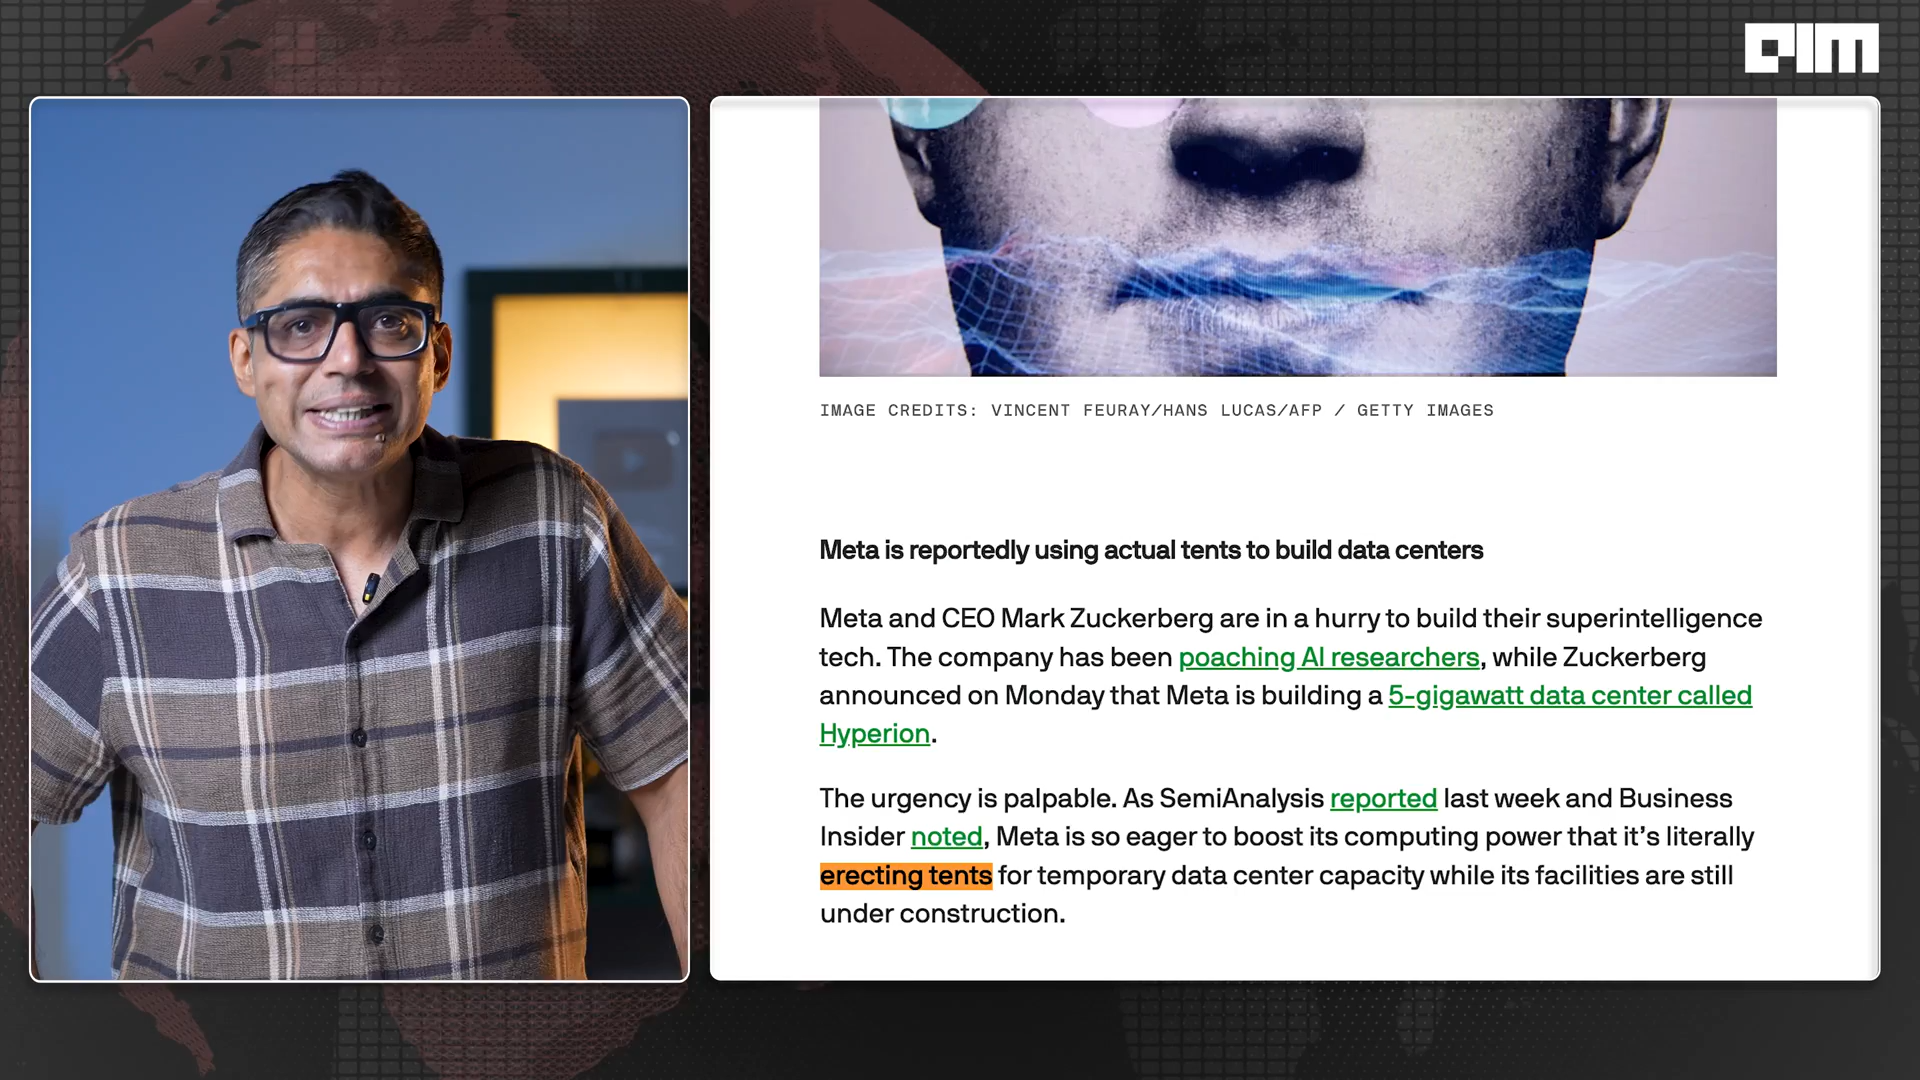 aim
IMAGE CREDITS: VINCENT FEURAY/HANS LUCAS/AFP / GETTY IMAGES
Meta is reportedly using actual tents to build data centers
Meta and CEO Mark Zuckerberg are in a hurry to build their superintelligence
tech. The company has been poaching AI researchers, while Zuckerberg
announced on Monday that Meta is building a 5-gigawatt data center called
Hyperion.
The urgency is palpable. As SemiAnalysis reported last week and Business
Insider noted, Meta is so eager to boost its computing power that it’s literally
erecting tents for temporary data center capacity while its facilities are still
under construction.